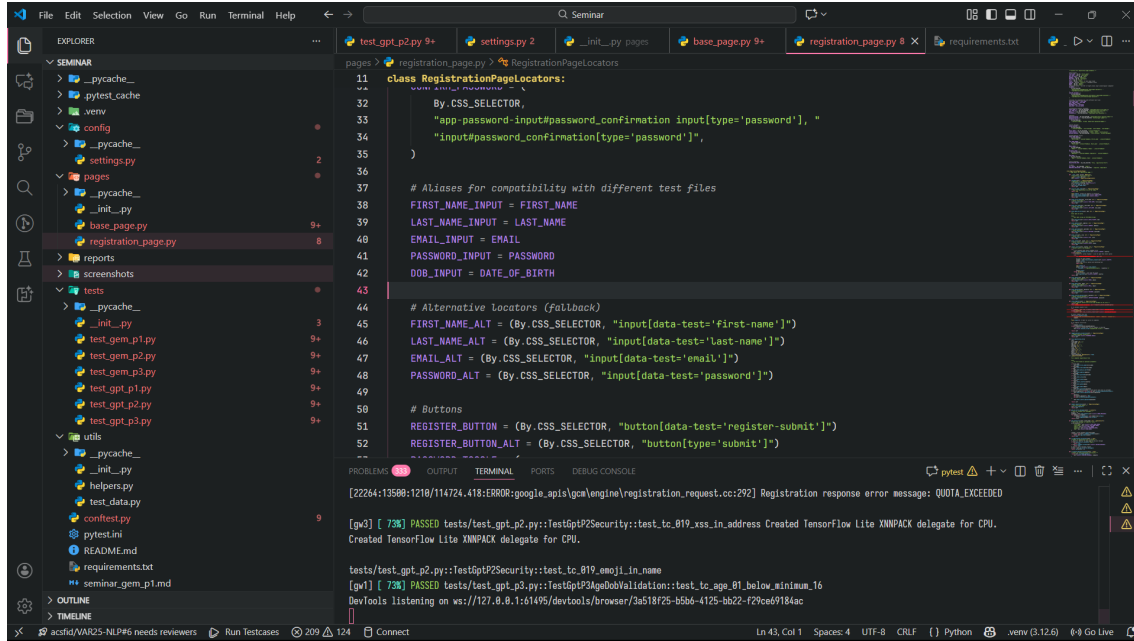 File Edit Selection View Go Run Terminal Help
Seminar
EXPLORER
test_gpt_p2.py 9+
settings.py 2
__init__.py pages
base_page.py 9+
registration_page.py 8
requirements.txt
pages > registration_page.py > RegistrationPageLocators
SEMINAR
__pycache__
.pytest_cache
.venv
config
__pycache__
settings.py 2
pages
__pycache__
__init__.py
base_page.py 9+
registration_page.py 8
reports
screenshots
tests
__pycache__
__init__.py 3
test_gem_p1.py 9+
test_gem_p2.py 9+
test_gem_p3.py 9+
test_gpt_p1.py 9+
test_gpt_p2.py 9+
test_gpt_p3.py 9+
utils
__pycache__
__init__.py
helpers.py
test_data.py
conftest.py 9
pytest.ini
README.md
requirements.txt
seminar_gem_p1.md
OUTLINE
TIMELINE
11 class RegistrationPageLocators:
31 CONFIRM_PASSWORD = (
32 By.CSS_SELECTOR,
33 "app-password-input#password_confirmation input[type='password'], "
34 "input#password_confirmation[type='password']",
35 )
36
37 # Aliases for compatibility with different test files
38 FIRST_NAME_INPUT = FIRST_NAME
39 LAST_NAME_INPUT = LAST_NAME
40 EMAIL_INPUT = EMAIL
41 PASSWORD_INPUT = PASSWORD
42 DOB_INPUT = DATE_OF_BIRTH
43
44 # Alternative locators (fallback)
45 FIRST_NAME_ALT = (By.CSS_SELECTOR, "input[data-test='first-name']")
46 LAST_NAME_ALT = (By.CSS_SELECTOR, "input[data-test='last-name']")
47 EMAIL_ALT = (By.CSS_SELECTOR, "input[data-test='email']")
48 PASSWORD_ALT = (By.CSS_SELECTOR, "input[data-test='password']")
49
50 # Buttons
51 REGISTER_BUTTON = (By.CSS_SELECTOR, "button[data-test='register-submit']")
52 REGISTER_BUTTON_ALT = (By.CSS_SELECTOR, "button[type='submit']")
PROBLEMS 333 OUTPUT TERMINAL PORTS DEBUG CONSOLE
pytest
[22264:13500:1210/114724.418:ERROR:google_apis\gcm\engine\registration_request.cc:292] Registration response error message: QUOTA_EXCEEDED
[gw3] [ 73%] PASSED tests/test_gpt_p2.py::TestGptP2Security::test_tc_019_xss_in_address Created TensorFlow Lite XNNPACK delegate for CPU.
Created TensorFlow Lite XNNPACK delegate for CPU.
tests/test_gpt_p2.py::TestGptP2Security::test_tc_019_emoji_in_name
[gw1] [ 73%] PASSED tests/test_gpt_p3.py::TestGptP3AgeDobValidation::test_tc_age_01_below_minimum_16
DevTools listening on ws://127.0.0.1:61495/devtools/browser/3a518f25-b5b6-4125-bb22-f29ce69184ac
acsfid/VAR25-NLP#6 needs reviewers Run Testcases 209 124 Connect
Ln 43, Col 1 Spaces: 4 UTF-8 CRLF { } Python .venv (3.12.6) Go Live